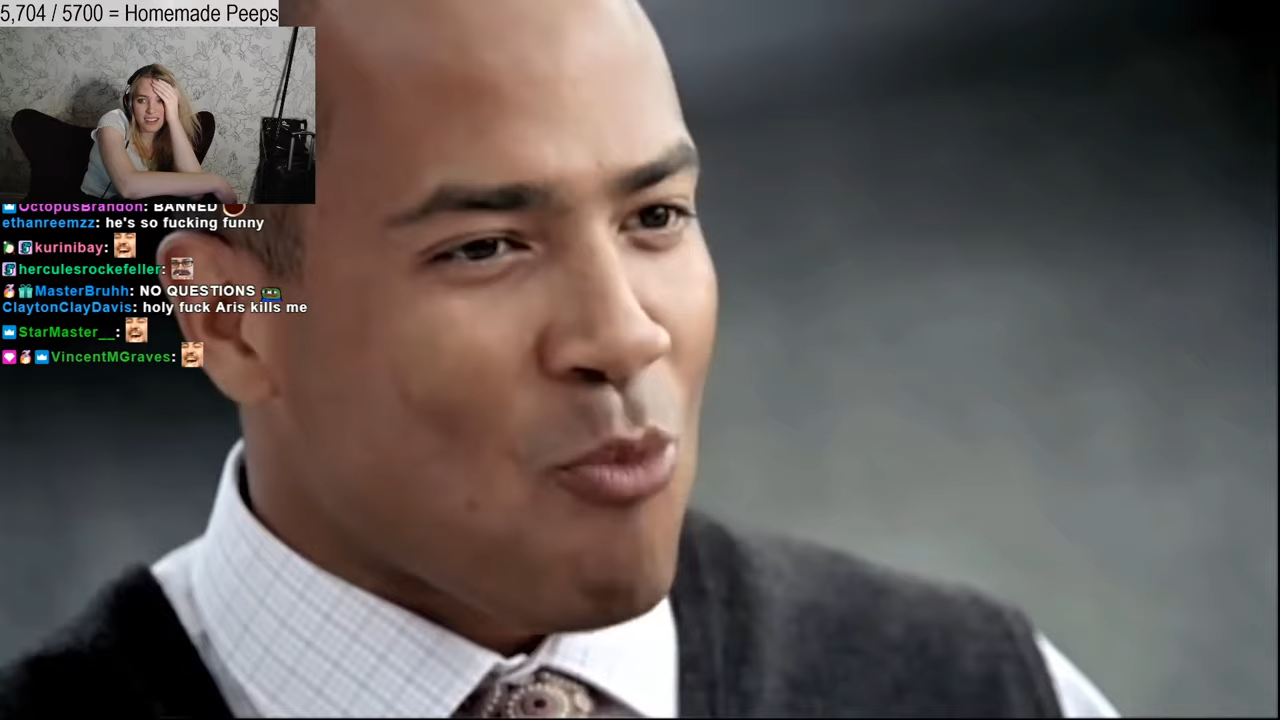 5,704 / 5700 = Homemade Peeps
OctopusBrandon: BANNED
ethanreemzz: he's so fucking funny
kurinibay:
herculesrockefeller:
MasterBruhh: NO QUESTIONS
ClaytonClayDavis: holy fuck Aris kills me
StarMaster__:
VincentMGraves: